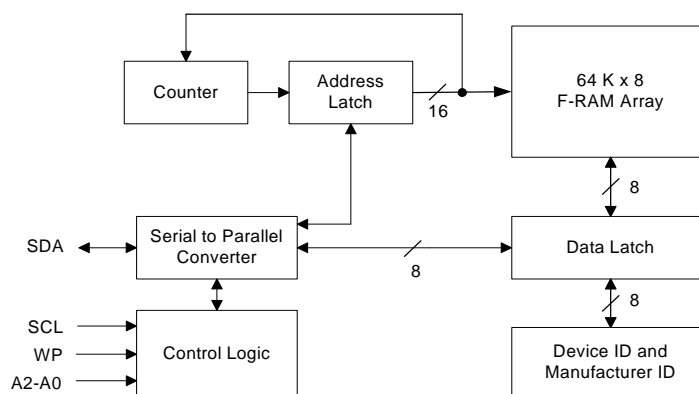 Counter
Address
Latch
16
64 K x 8
F-RAM Array
8
SDA
Serial to Parallel
Converter
8
Data Latch
8
SCL
WP
A2-A0
Control Logic
Device ID and
Manufacturer ID